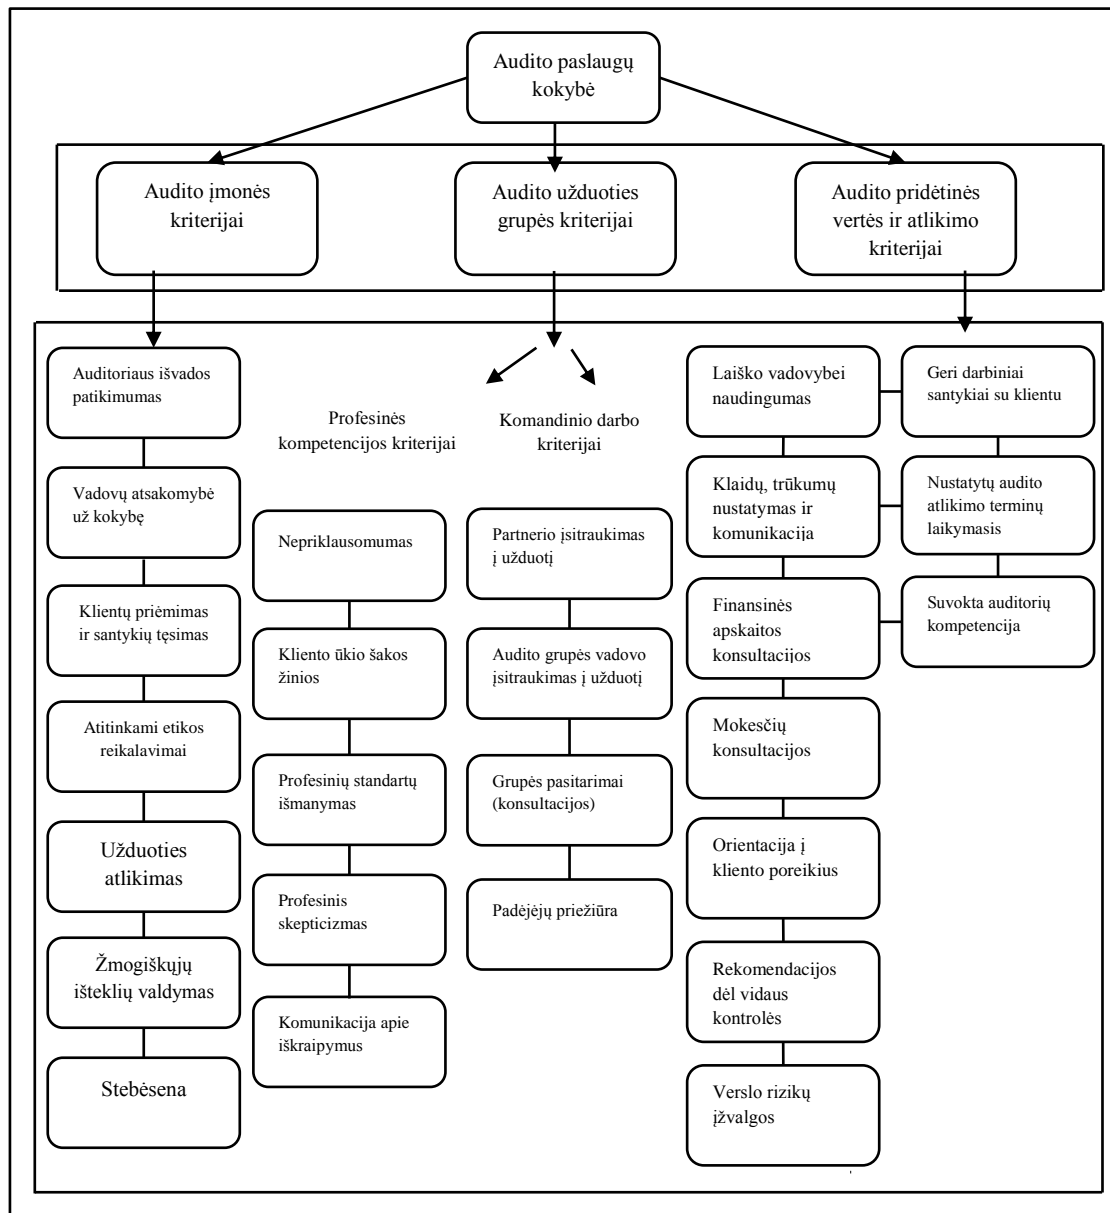 Audito paslaugų
kokybė
Audito įmonės
kriterijai
Audito užduoties
grupės kriterijai
Audito pridėtinės
vertės ir atlikimo
kriterijai
Auditoriaus išvados
patikimumas
Vadovų atsakomybė
už kokybę
Klientų priėmimas
ir santykių tęsimas
Atitinkami etikos
reikalavimai
Užduoties
atlikimas
Žmogiškųjų
išteklių valdymas
Stebėsena
Profesinės
kompetencijos kriterijai
Nepriklausomumas
Kliento ūkio šakos
žinios
Profesinių standartų
išmanymas
Profesinis
skepticizmas
Komunikacija apie
iškraipymus
Komandinio darbo
kriterijai
Partnerio įsitraukimas
į užduotį
Audito grupės vadovo
įsitraukimas į užduotį
Grupės pasitarimai
(konsultacijos)
Padėjėjų priežiūra
Laiško vadovybei
naudingumas
Klaidų, trūkumų
nustatymas ir
komunikacija
Finansinės
apskaitos
konsultacijos
Mokesčių
konsultacijos
Orientacija į
kliento poreikius
Rekomendacijos
dėl vidaus
kontrolės
Verslo rizikų
įžvalgos
Geri darbiniai
santykiai su klientu
Nustatytų audito
atlikimo terminų
laikymasis
Suvokta auditorių
kompetencija